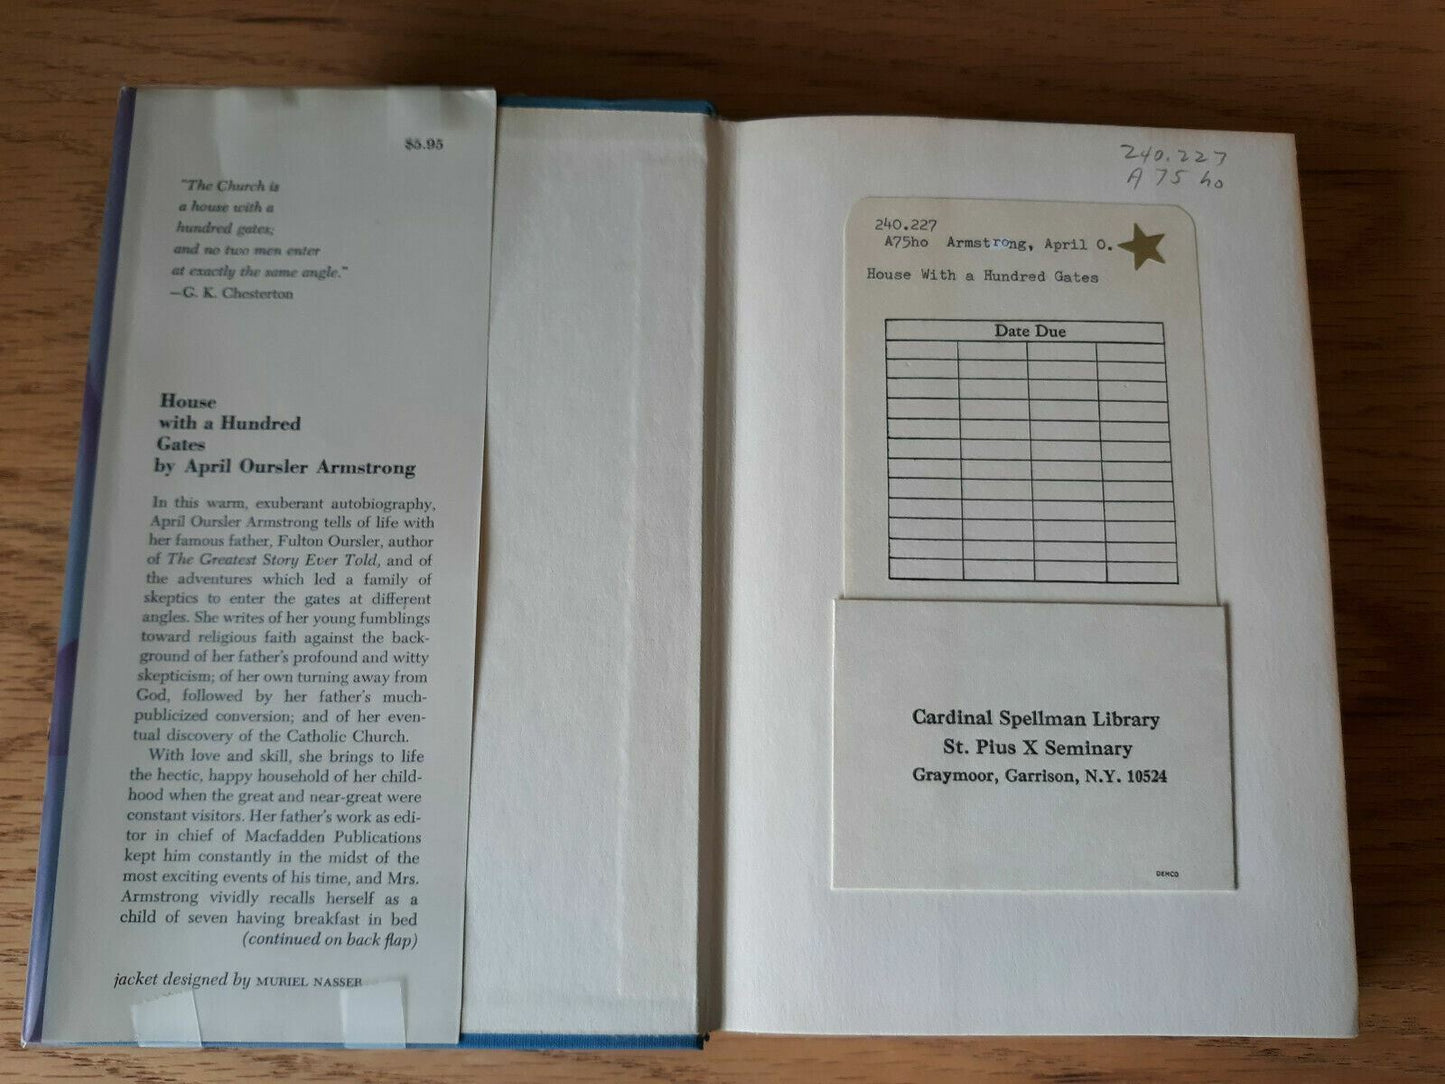 $5.95
"The Church is
a house with a
hundred gates;
and no two men enter
at exactly the same angle."
—G. K. Chesterton
House
with a Hundred
Gates
by April Oursler Armstrong
In this warm, exuberant autobiography,
April Oursler Armstrong tells of life with
her famous father, Fulton Oursler, author
of The Greatest Story Ever Told, and of
the adventures which led a family of
skeptics to enter the gates at different
angles. She writes of her young fumblings
toward religious faith against the back-
ground of her father's profound and witty
skepticism; of her own turning away from
God, followed by her father's much-
publicized conversion; and of her even-
tual discovery of the Catholic Church.
With love and skill, she brings to life
the hectic, happy household of her child-
hood when the great and near-great were
constant visitors. Her father's work as edi-
tor in chief of Macfadden Publications
kept him constantly in the midst of the
most exciting events of his time, and Mrs.
Armstrong vividly recalls herself as a
child of seven having breakfast in bed
(continued on back flap)
jacket designed by MURIEL NASSER
240.227
A75ho
240.227
A75ho Armstrong, April O.
House With a Hundred Gates
Date Due
Cardinal Spellman Library
St. Pius X Seminary
Graymoor, Garrison, N.Y. 10524
DEMCO